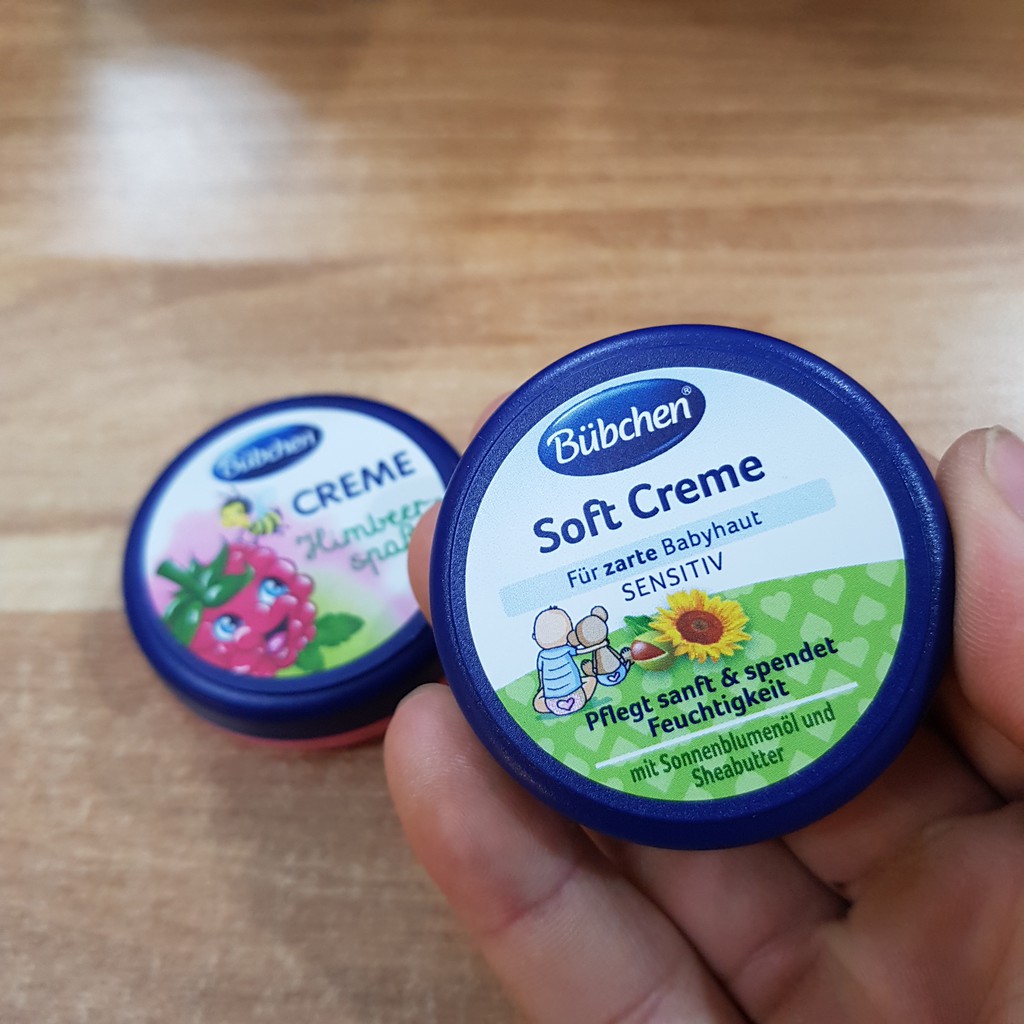 Bübchen
CREME
Himbeer
spaß
Bübchen®
Soft Creme
Für zarte Babyhaut
SENSITIV
Pflegt sanft & spendet
Feuchtigkeit
mit Sonnenblumenöl und
Sheabutter